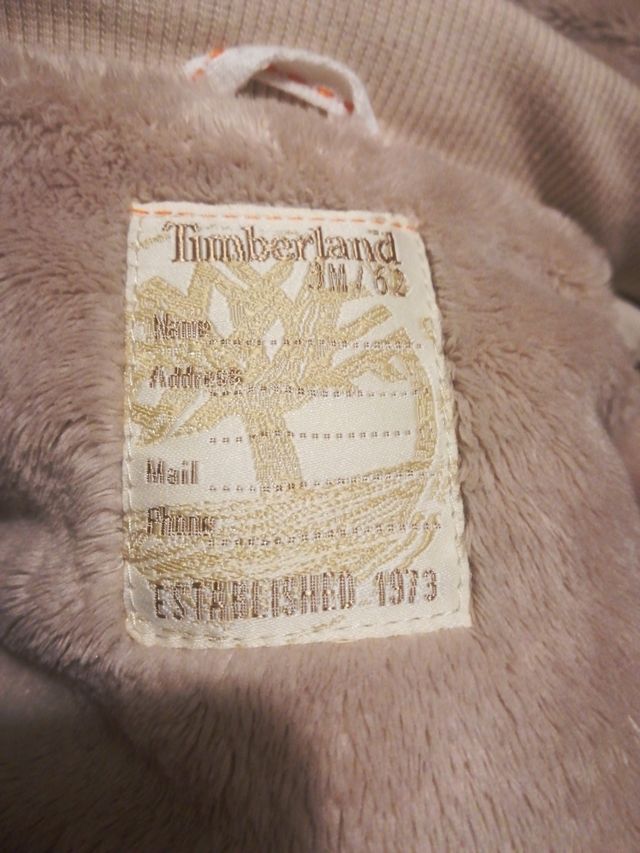 Timberland
3M/62
Name
Address
Mail
Phone
ESTABLISHED 1973